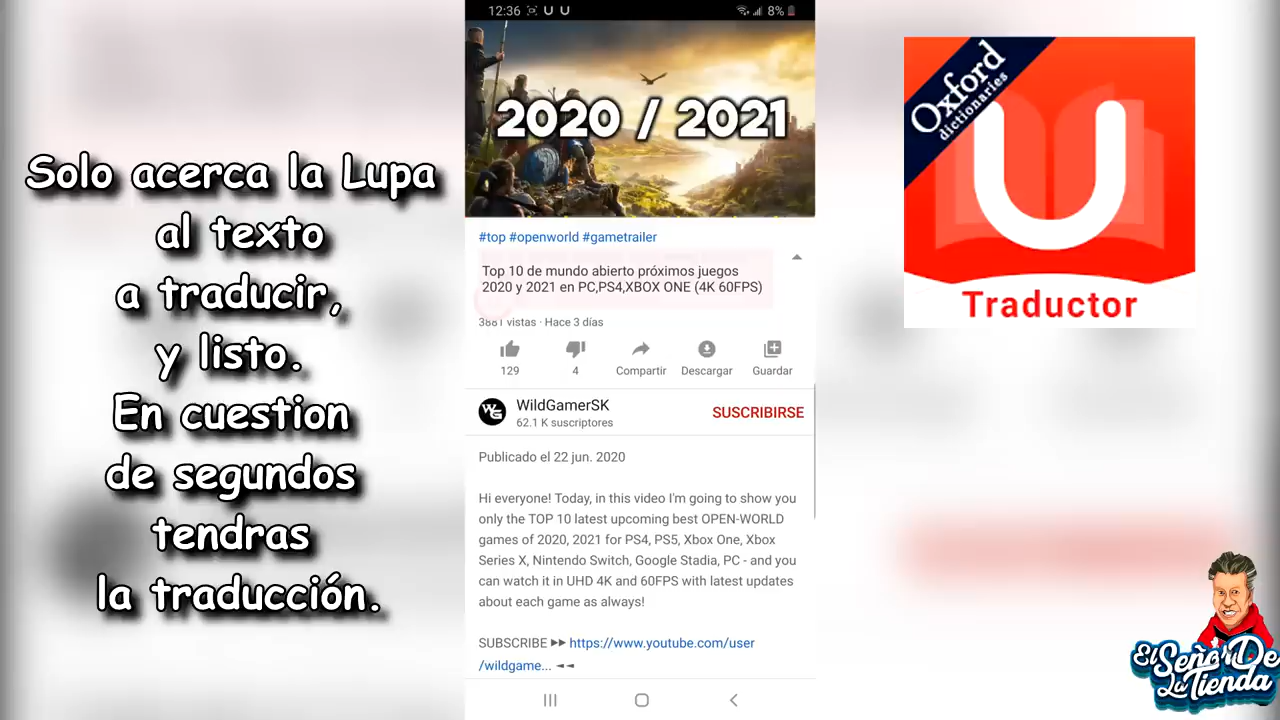 Solo acerca la Lupa
al texto
a traducir,
y listo.
En cuestion
de segundos
tendras
la traducción.
12:36
8%
2020 / 2021
#top #openworld #gametrailer
Top 10 de mundo abierto próximos juegos
2020 y 2021 en PC,PS4,XBOX ONE (4K 60FPS)
3881 vistas · Hace 3 días
129
4
Compartir
Descargar
Guardar
WG
WildGamerSK
62.1 K suscriptores
SUSCRIBIRSE
Publicado el 22 jun. 2020
Hi everyone! Today, in this video I'm going to show you
only the TOP 10 latest upcoming best OPEN-WORLD
games of 2020, 2021 for PS4, PS5, Xbox One, Xbox
Series X, Nintendo Switch, Google Stadia, PC - and you
can watch it in UHD 4K and 60FPS with latest updates
about each game as always!
SUBSCRIBE ▶▶ https://www.youtube.com/user
/wildgame... ◄◄
Oxford
dictionaries
U
Traductor
El Señor De
La Tienda